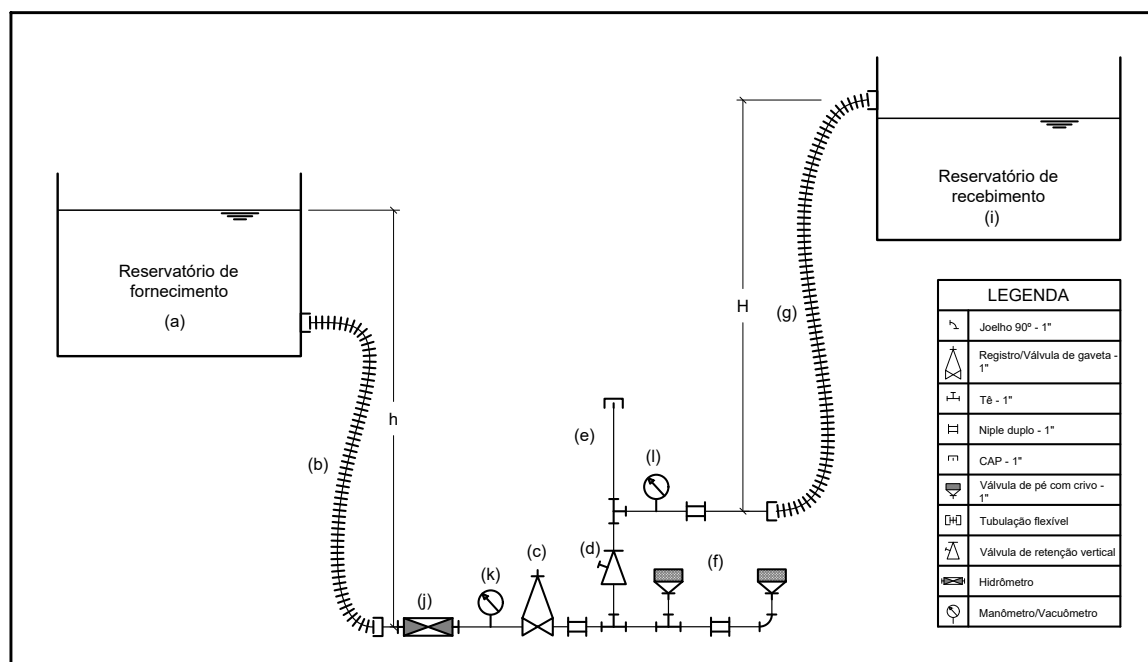 Reservatório de
fornecimento
(a)
(b)
h
(j)
(k)
(c)
(d)
(e)
(l)
(f)
H
(g)
Reservatório de
recebimento
(i)
LEGENDA
Joelho 90º - 1"
Registro/Válvula de gaveta -
1"
Tê - 1"
Niple duplo - 1"
CAP - 1"
Válvula de pé com crivo -
1"
Tubulação flexível
Válvula de retenção vertical
Hidrômetro
Manômetro/Vacuômetro